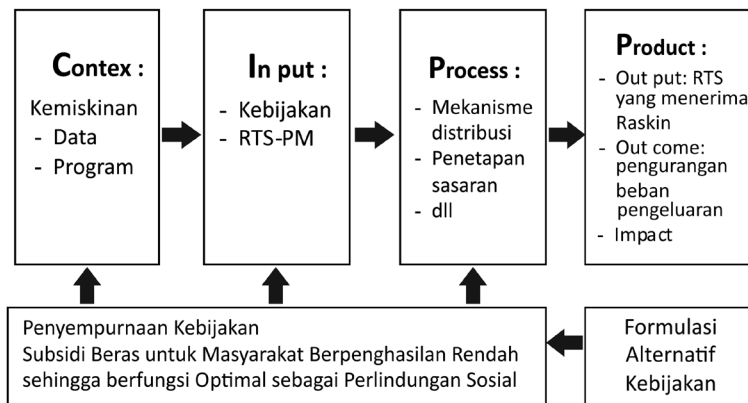 Contex :
Kemiskinan
- Data
- Program
In put :
- Kebijakan
- RTS-PM
Process :
- Mekanisme
distribusi
- Penetapan
sasaran
- dll
Product :
- Out put: RTS
yang menerima
Raskin
- Out come:
pengurangan
beban
pengeluaran
- Impact
Penyempurnaan Kebijakan
Subsidi Beras untuk Masyarakat Berpenghasilan Rendah
sehingga berfungsi Optimal sebagai Perlindungan Sosial
Formulasi
Alternatif
Kebijakan